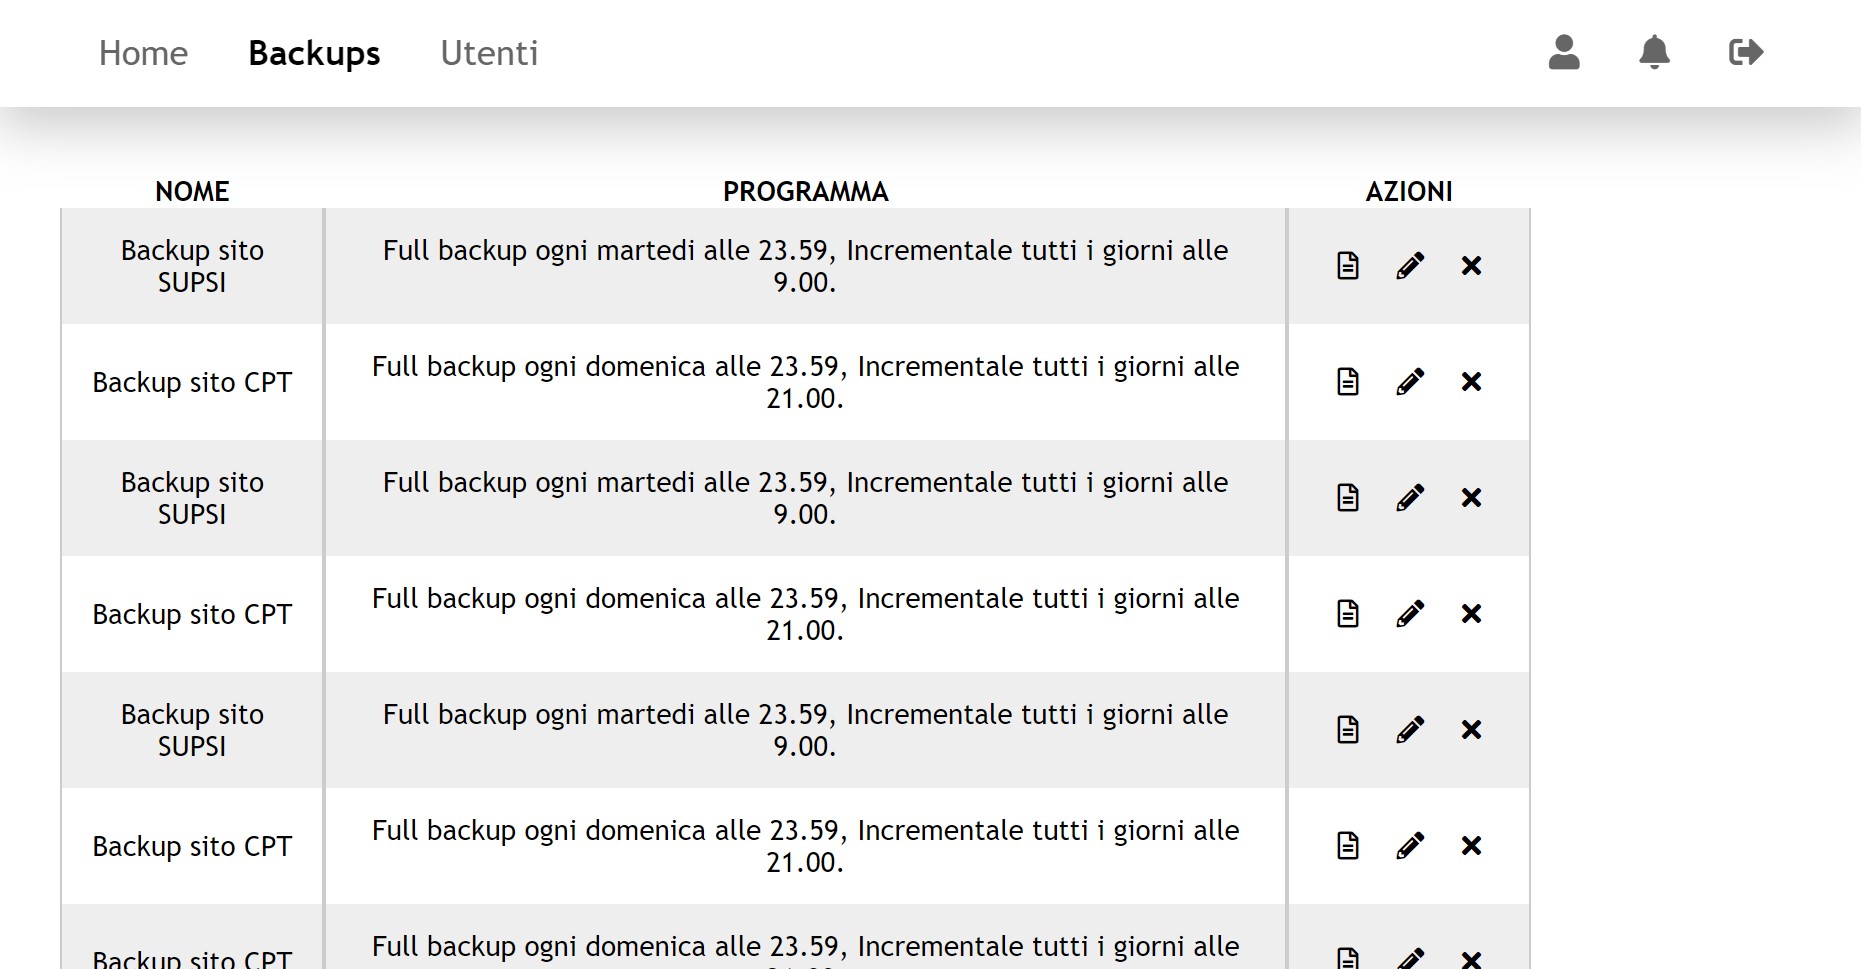 Home Backups Utenti
NOME PROGRAMMA AZIONI
Backup sito
SUPSI
Full backup ogni martedi alle 23.59, Incrementale tutti i giorni alle
9.00.
Backup sito CPT
Full backup ogni domenica alle 23.59, Incrementale tutti i giorni alle
21.00.
Backup sito
SUPSI
Full backup ogni martedi alle 23.59, Incrementale tutti i giorni alle
9.00.
Backup sito CPT
Full backup ogni domenica alle 23.59, Incrementale tutti i giorni alle
21.00.
Backup sito
SUPSI
Full backup ogni martedi alle 23.59, Incrementale tutti i giorni alle
9.00.
Backup sito CPT
Full backup ogni domenica alle 23.59, Incrementale tutti i giorni alle
21.00.
Backup sito CPT
Full backup ogni domenica alle 23.59, Incrementale tutti i giorni alle